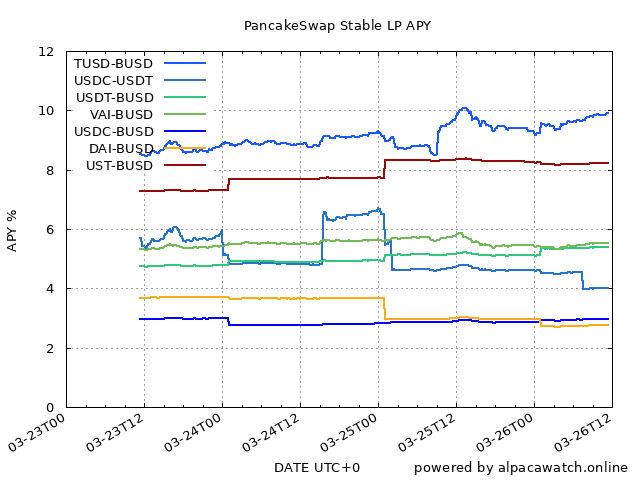 PancakeSwap Stable LP APY
12
10
8
6
4
2
0
APY %
TUSD-BUSD
USDC-USDT
USDT-BUSD
VAI-BUSD
USDC-BUSD
DAI-BUSD
UST-BUSD
03-23T00
03-23T12
03-24T00
03-24T12
03-25T00
03-25T12
03-26T00
03-26T12
DATE UTC+0
powered by alpacawatch.online